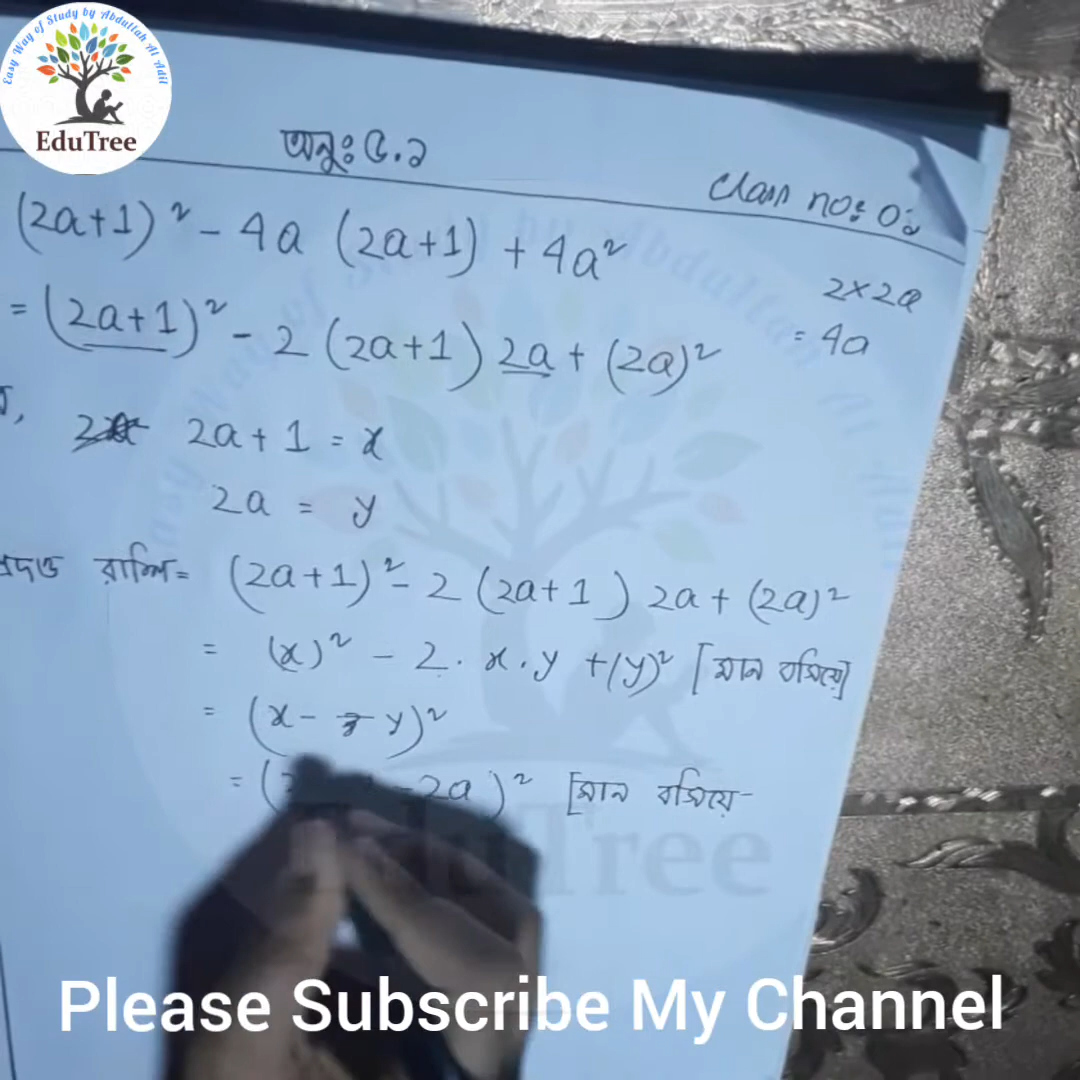 Easy Way of Study by Abdullah Al Adil
EduTree
অনুঃ ৫.১
Class no: 02
(2a+1)² - 4a (2a+1) + 4a²
2×2a
= (2a+1)² - 2 (2a+1) 2a + (2a)²
= 4a
2a+1 = x
2a = y
প্রদত্ত রাশি= (2a+1)² - 2 (2a+1) 2a + (2a)²
= (x)² - 2. x.y + (y)² [মান বসিয়ে]
= (x - y)²
= ( - 2a)² [মান বসিয়ে
EduTree
Please Subscribe My Channel